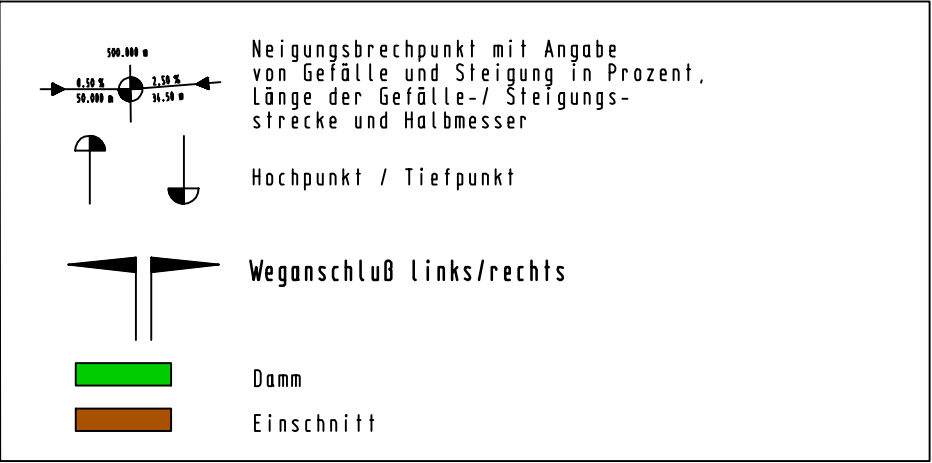 500.000 m
0.50 %
2,50 %
50.000 m
34.50 m
Neigungsbrechpunkt mit Angabe
von Gefälle und Steigung in Prozent,
Länge der Gefälle-/ Steigungs-
strecke und Halbmesser
Hochpunkt / Tiefpunkt
Weganschluß links/rechts
Damm
Einschnitt